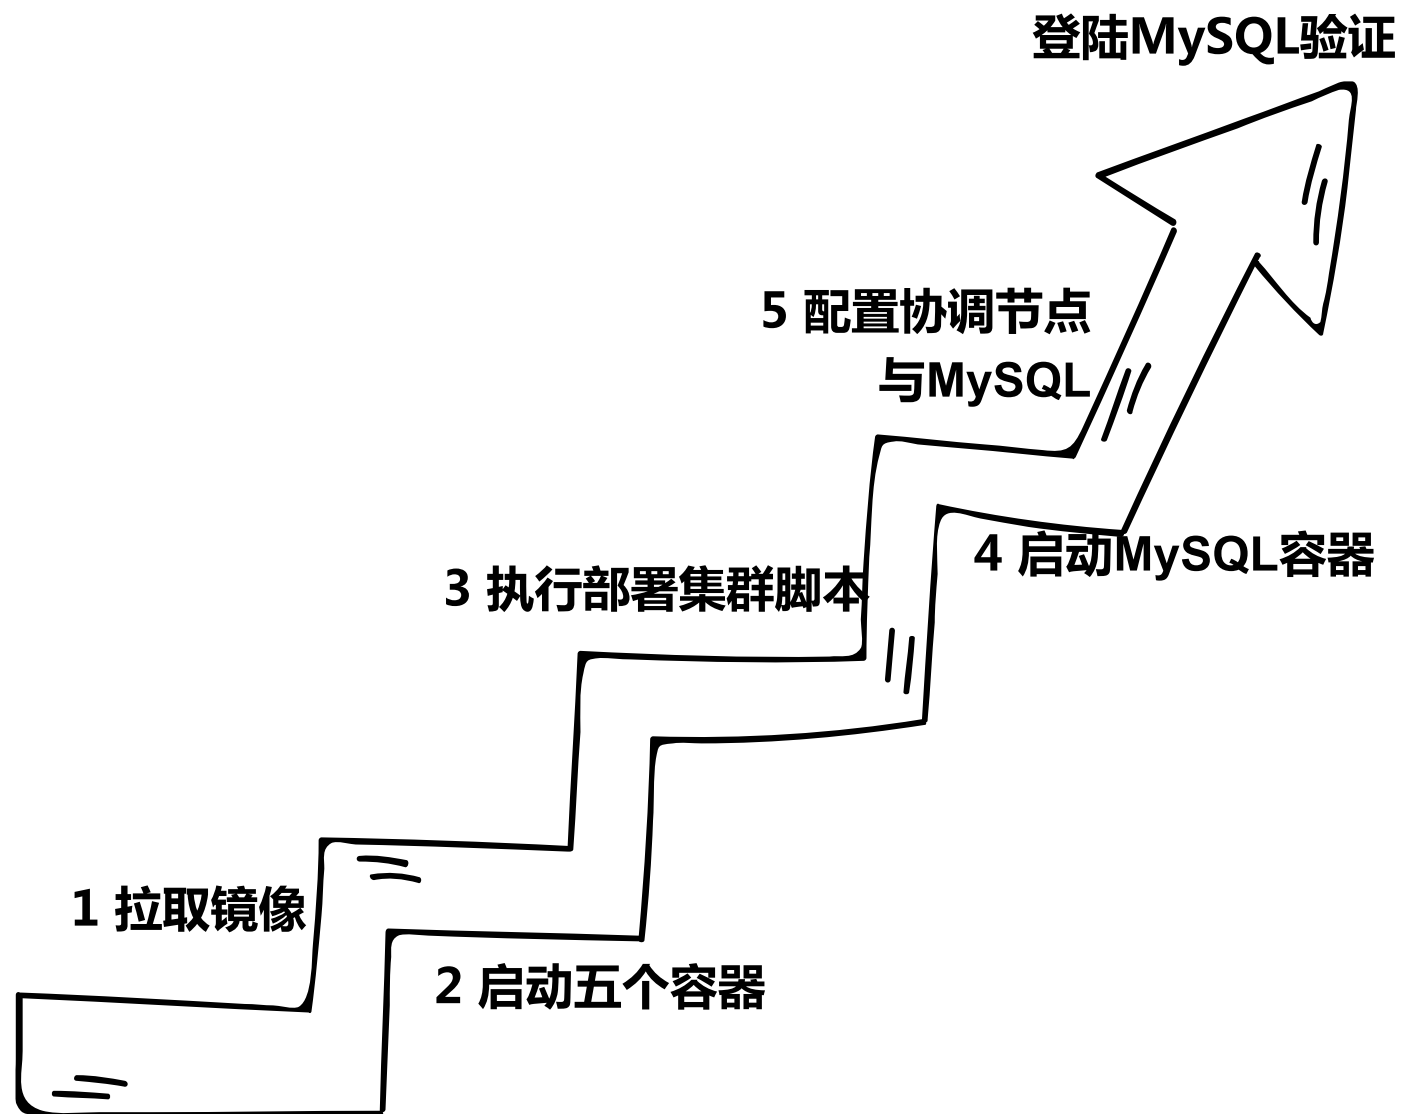 登陆MySQL验证
5 配置协调节点
与MySQL
4 启动MySQL容器
3 执行部署集群脚本
1 拉取镜像
2 启动五个容器